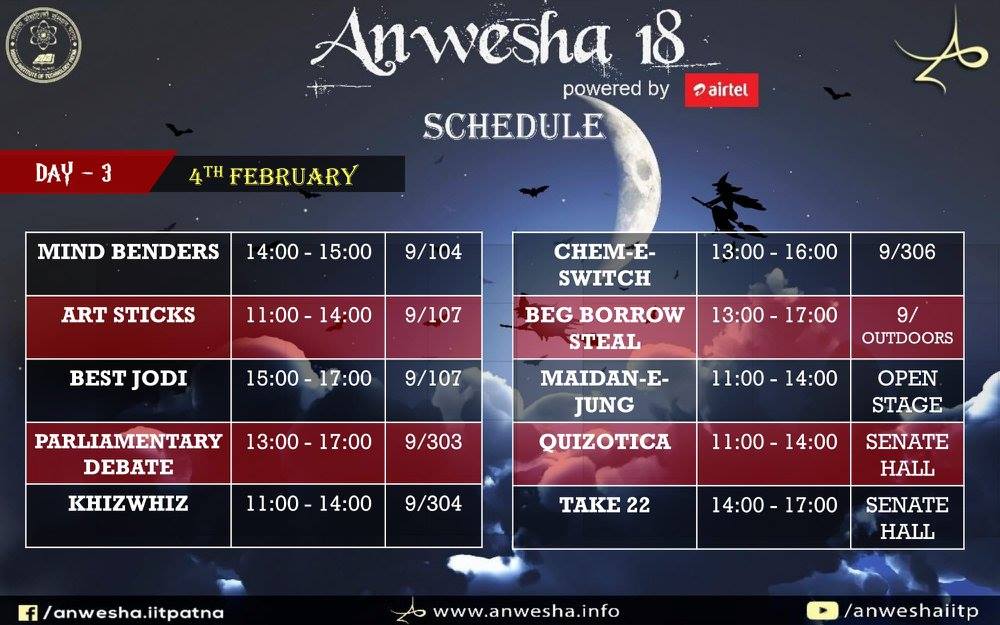 Anwesha 18
powered by airtel
SCHEDULE
DAY – 3
4TH FEBRUARY
MIND BENDERS 14:00 - 15:00 9/104
ART STICKS 11:00 - 14:00 9/107
BEST JODI 15:00 - 17:00 9/107
PARLIAMENTARY
DEBATE 13:00 - 17:00 9/303
KHIZWHIZ 11:00 - 14:00 9/304
CHEM-E-
SWITCH 13:00 - 16:00 9/306
BEG BORROW
STEAL 13:00 - 17:00 9/
OUTDOORS
MAIDAN-E-
JUNG 11:00 - 14:00 OPEN
STAGE
QUIZOTICA 11:00 - 14:00 SENATE
HALL
TAKE 22 14:00 - 17:00 SENATE
HALL
/anwesha.iitpatna
www.anwesha.info
/anweshaiitp